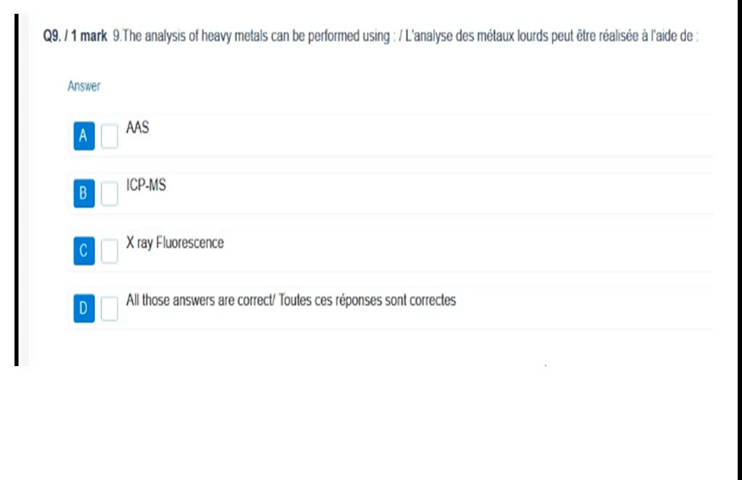 Q9. / 1 mark 9.The analysis of heavy metals can be performed using : / L'analyse des métaux lourds peut être réalisée à l'aide de :
Answer
A AAS
B ICP-MS
C X ray Fluorescence
D All those answers are correct/ Toutes ces réponses sont correctes